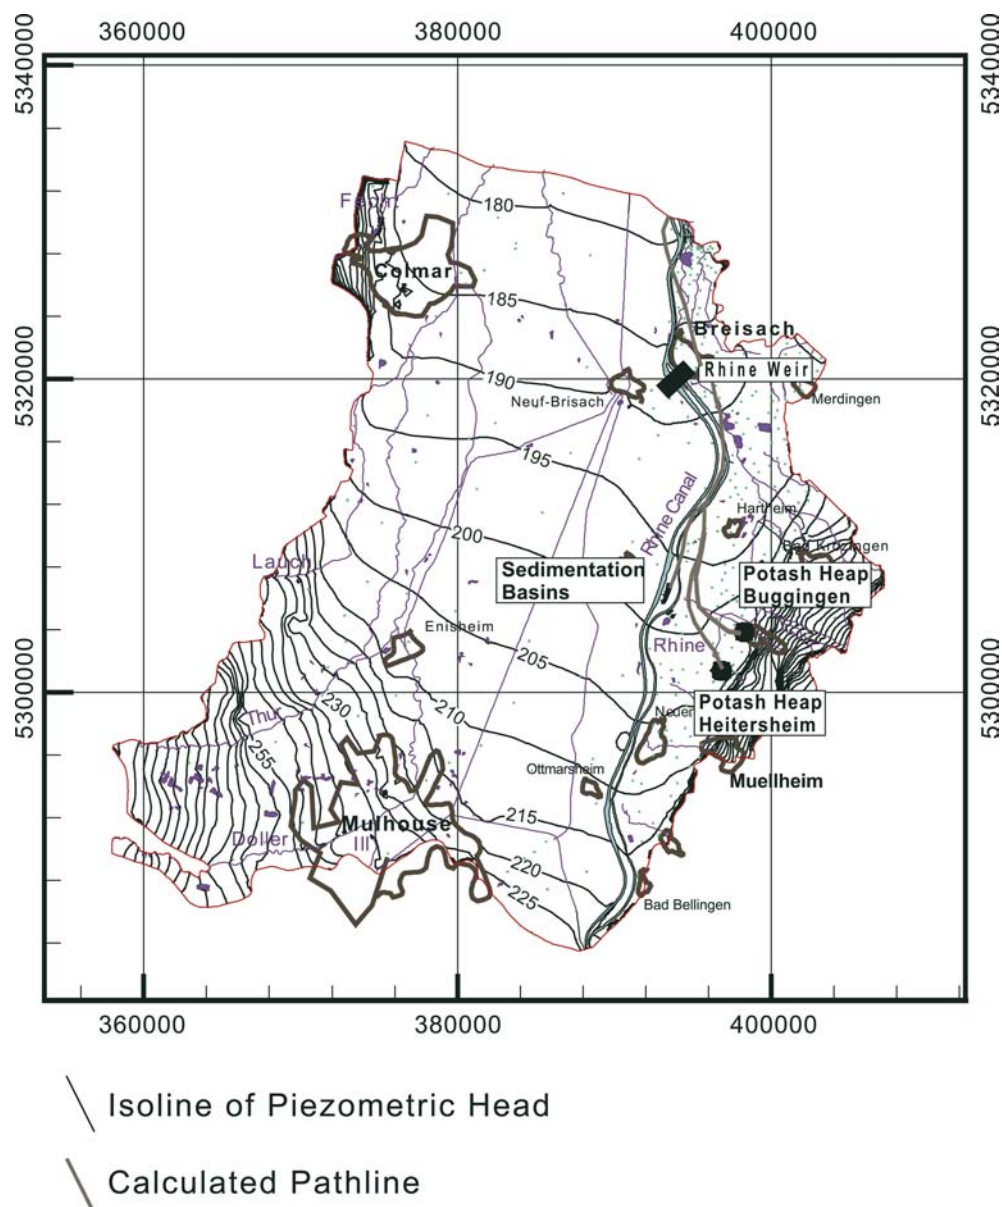 360000 380000 400000
5340000 5340000
Fecht
180
Colmar
185
Breisach
Rhine Weir
5320000 5320000
190
Neuf-Brisach
Merdingen
195
Rhine Canal
Hartheim
200
Bad Krozingen
Lauch
Sedimentation
Basins
Potash Heap
Buggingen
Enisheim
Rhine
205
5300000 5300000
230
210
Potash Heap
Heitersheim
Thur
Neuer
255
Ottmarsheim
Muellheim
215
Mulhouse
Doller
Ill
220
225
Bad Bellingen
360000 380000 400000
Isoline of Piezometric Head
Calculated Pathline